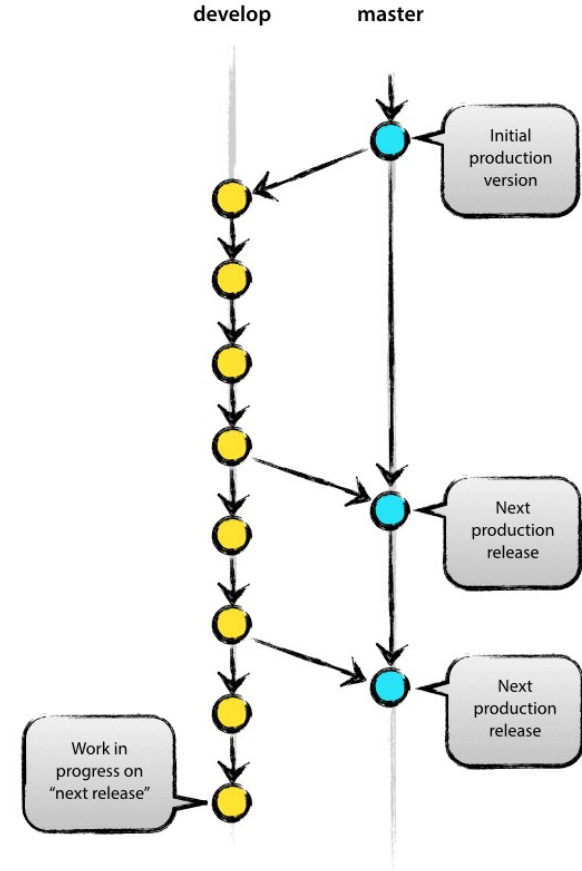 develop
master
Initial
production
version
Next
production
release
Next
production
release
Work in
progress on
“next release”